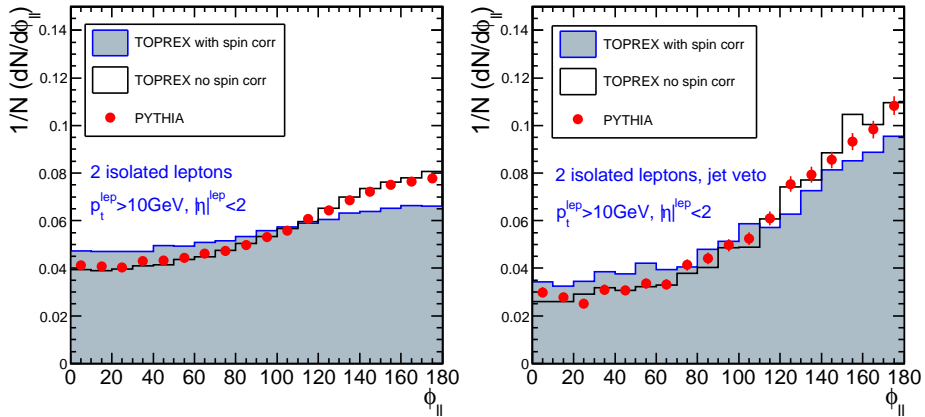 1/N (dN/dϕ_ll)
0.14
0.12
0.1
0.08
0.06
0.04
0.02
0
TOPREX with spin corr
TOPREX no spin corr
PYTHIA
2 isolated leptons
p_t^lep>10GeV, |η|^lep<2
0 20 40 60 80 100 120 140 160 180
ϕ_ll
1/N (dN/dϕ_ll)
0.14
0.12
0.1
0.08
0.06
0.04
0.02
0
TOPREX with spin corr
TOPREX no spin corr
PYTHIA
2 isolated leptons, jet veto
p_t^lep>10GeV, |η|^lep<2
0 20 40 60 80 100 120 140 160 180
ϕ_ll